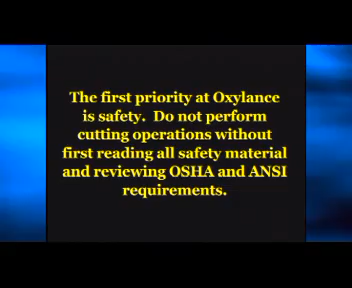 The first priority at Oxylance
is safety. Do not perform
cutting operations without
first reading all safety material
and reviewing OSHA and ANSI
requirements.